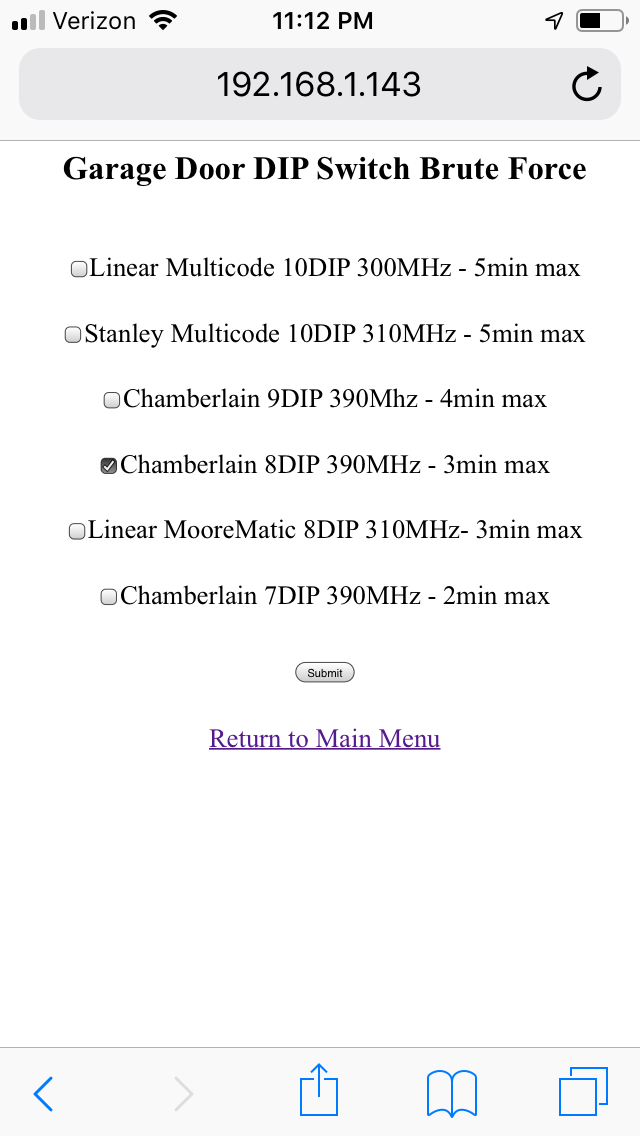 Verizon 11:12 PM
192.168.1.143
Garage Door DIP Switch Brute Force
Linear Multicode 10DIP 300MHz - 5min max
Stanley Multicode 10DIP 310MHz - 5min max
Chamberlain 9DIP 390Mhz - 4min max
Chamberlain 8DIP 390MHz - 3min max
Linear MooreMatic 8DIP 310MHz- 3min max
Chamberlain 7DIP 390MHz - 2min max
Submit
Return to Main Menu